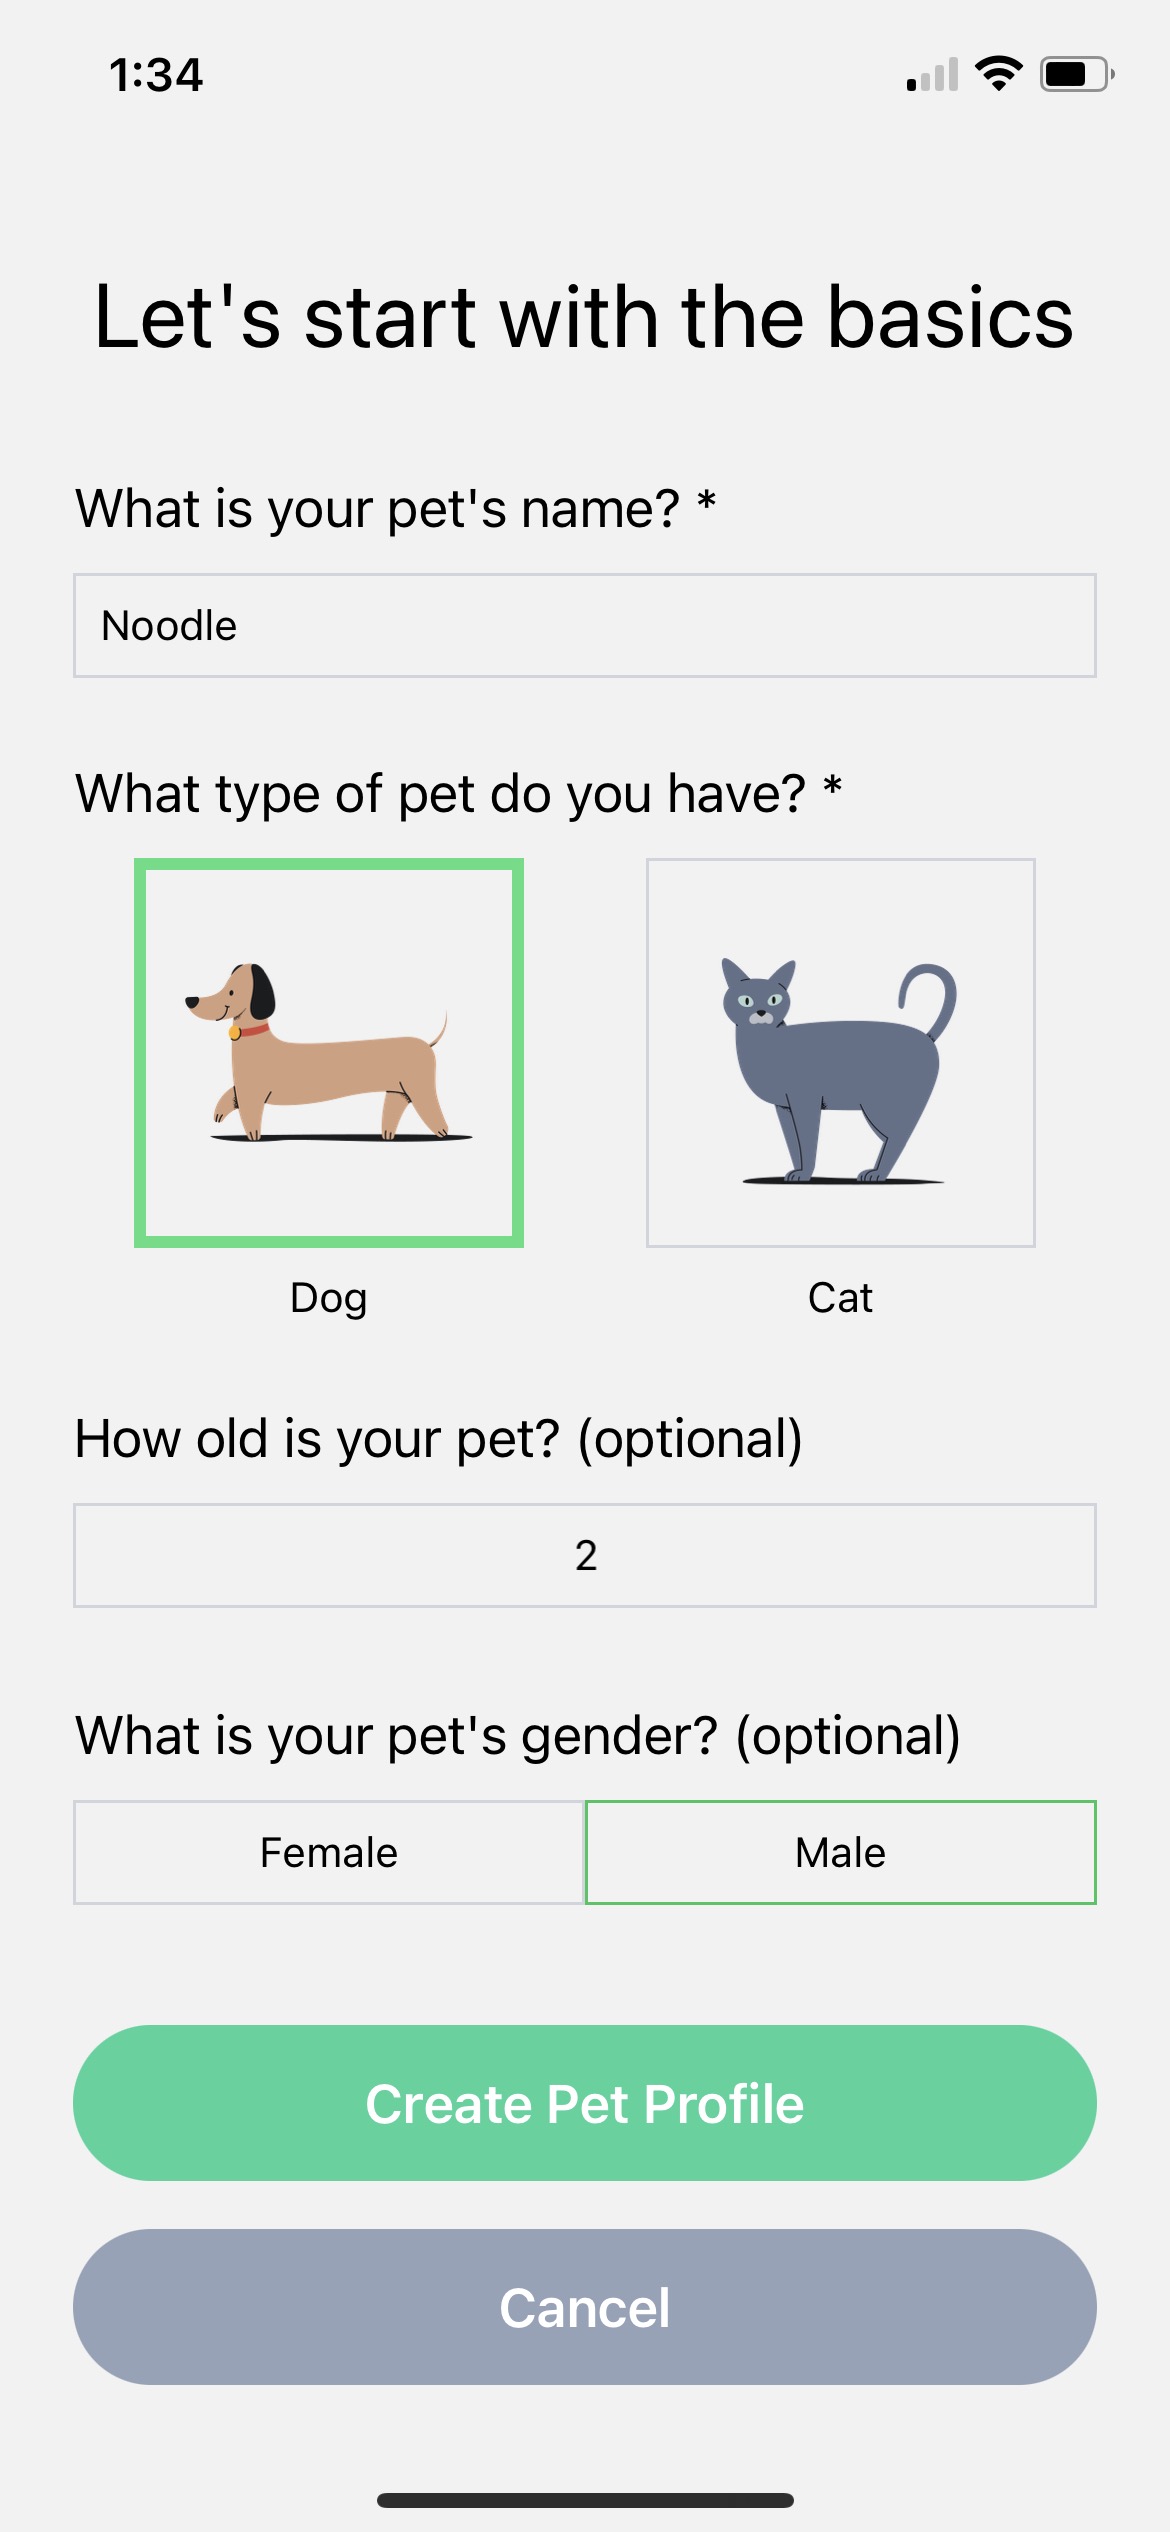 1:34
Let's start with the basics
What is your pet's name? *
Noodle
What type of pet do you have? *
Dog
Cat
How old is your pet? (optional)
2
What is your pet's gender? (optional)
Female
Male
Create Pet Profile
Cancel